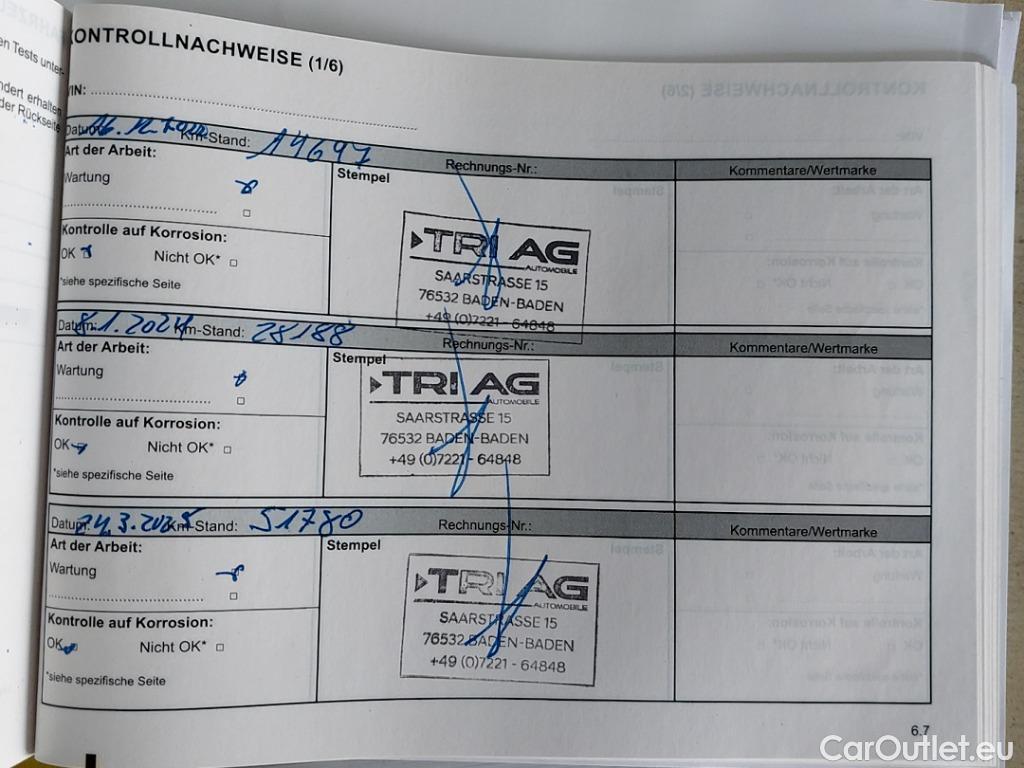 en Tests unter-
ndert erhalten
der Rückseite
KONTROLLNACHWEISE (1/6)
VIN:
Datum: 16.12.2022 Km-Stand: 14697 Rechnungs-Nr.: Kommentare/Wertmarke
Art der Arbeit: Stempel
Wartung
Kontrolle auf Korrosion:
OK Nicht OK*
*siehe spezifische Seite
TRI AG
AUTOMOBILE
SAARSTRASSE 15
76532 BADEN-BADEN
+49 (0)7221 - 64848
Datum: 8.1.2024 Km-Stand: 28188 Rechnungs-Nr.: Kommentare/Wertmarke
Art der Arbeit: Stempel
Wartung
Kontrolle auf Korrosion:
OK Nicht OK*
*siehe spezifische Seite
TRI AG
AUTOMOBILE
SAARSTRASSE 15
76532 BADEN-BADEN
+49 (0)7221 - 64848
Datum: 24.3.2025 Km-Stand: 51780 Rechnungs-Nr.: Kommentare/Wertmarke
Art der Arbeit: Stempel
Wartung
Kontrolle auf Korrosion:
OK Nicht OK*
*siehe spezifische Seite
TRI AG
AUTOMOBILE
SAARSTRASSE 15
76532 BADEN-BADEN
+49 (0)7221 - 64848
6.7
CarOutlet.eu